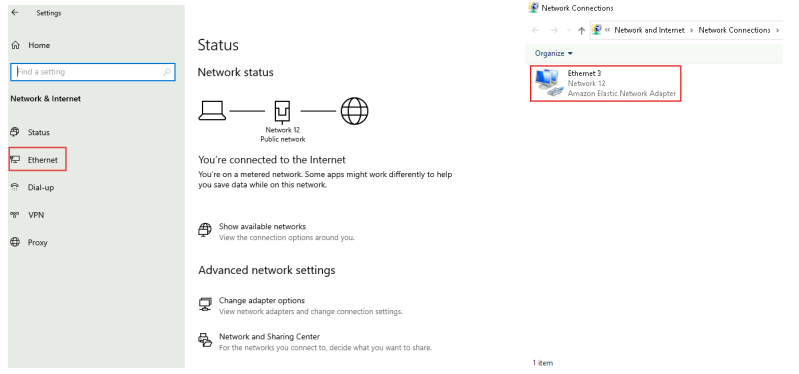 Settings
Home
Find a setting
Network & Internet
Status
Ethernet
Dial-up
VPN
Proxy
Status
Network status
Network 12
Public network
You're connected to the Internet
You're on a metered network. Some apps might work differently to help
you save data while on this network.
Show available networks
View the connection options around you.
Advanced network settings
Change adapter options
View network adapters and change connection settings.
Network and Sharing Center
For the networks you connect to, decide what you want to share.
Network Connections
« Network and Internet > Network Connections >
Organize
Ethernet 3
Network 12
Amazon Elastic Network Adapter
1 item